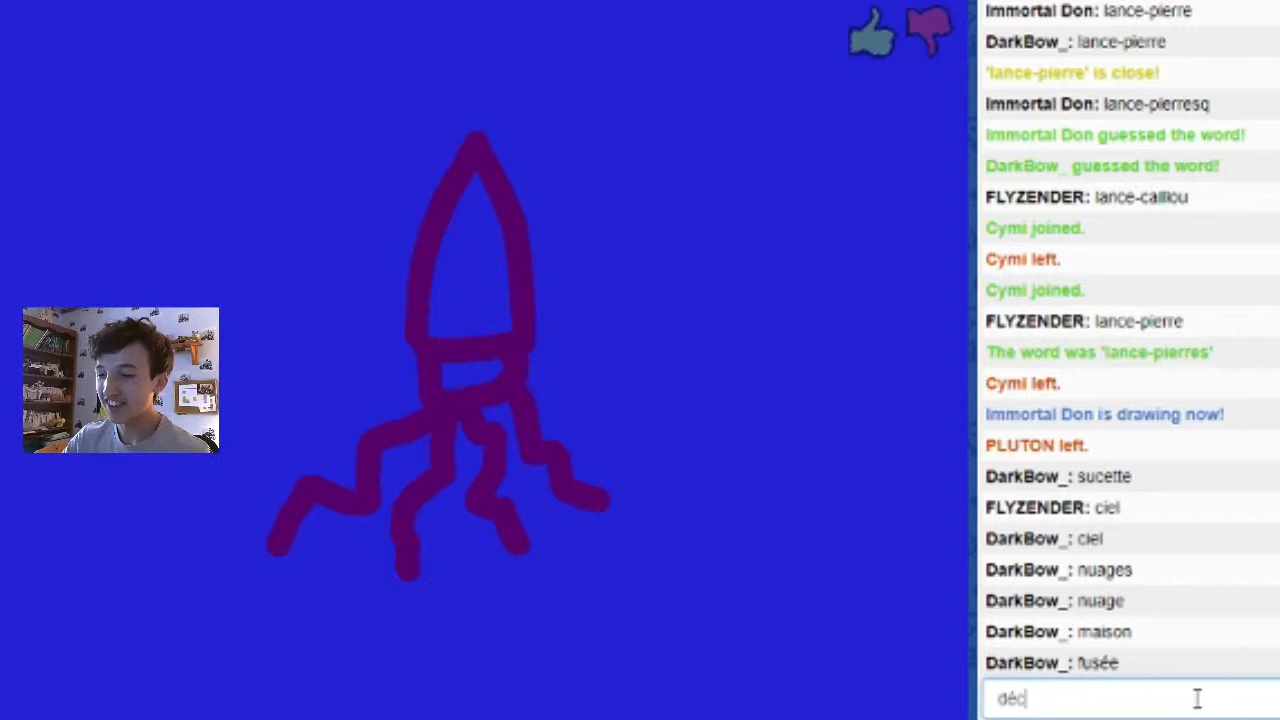 Immortal Don: lance-pierre
DarkBow_: lance-pierre
'lance-pierre' is close!
Immortal Don: lance-pierresq
Immortal Don guessed the word!
DarkBow_ guessed the word!
FLYZENDER: lance-caillou
Cymi joined.
Cymi left.
Cymi joined.
FLYZENDER: lance-pierre
The word was 'lance-pierres'
Cymi left.
Immortal Don is drawing now!
PLUTON left.
DarkBow_: sucette
FLYZENDER: ciel
DarkBow_: ciel
DarkBow_: nuages
DarkBow_: nuage
DarkBow_: maison
DarkBow_: fusée
déc